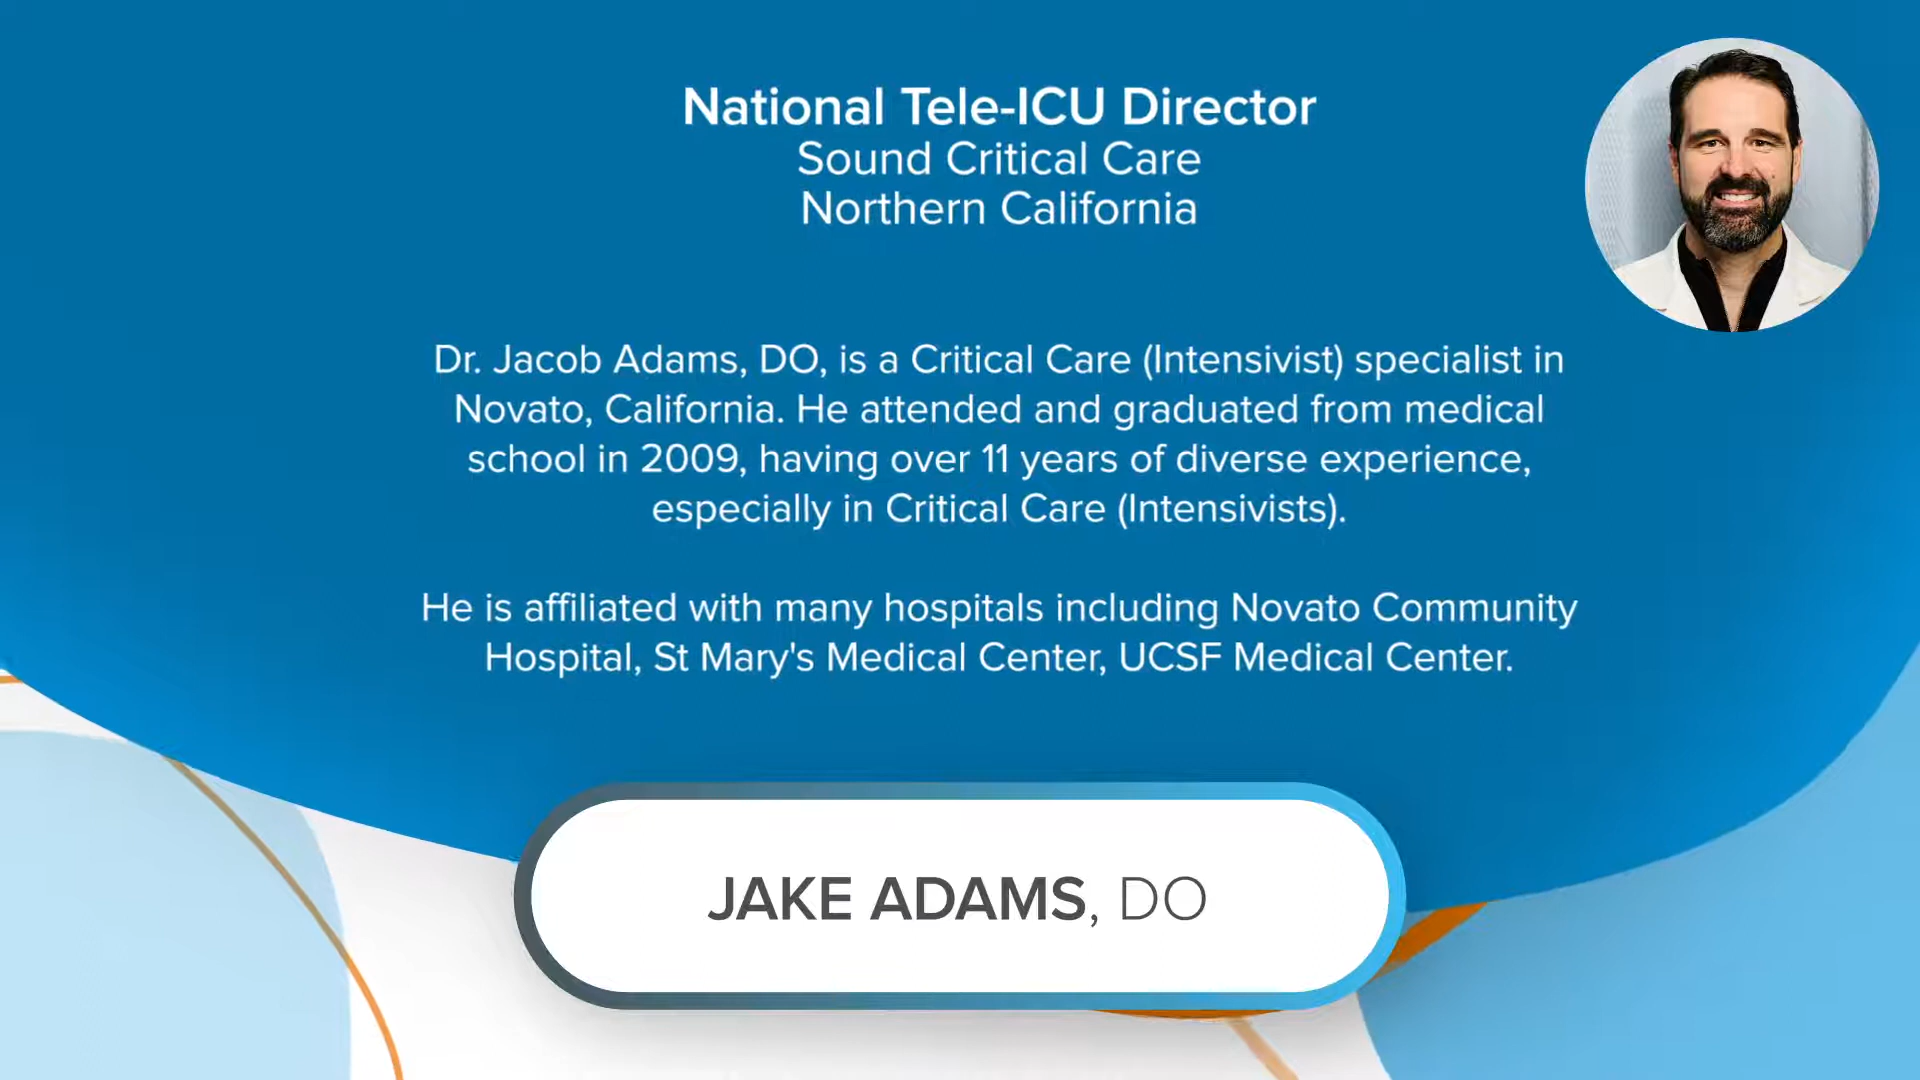 National Tele-ICU Director
Sound Critical Care
Northern California
Dr. Jacob Adams, DO, is a Critical Care (Intensivist) specialist in
Novato, California. He attended and graduated from medical
school in 2009, having over 11 years of diverse experience,
especially in Critical Care (Intensivists).
He is affiliated with many hospitals including Novato Community
Hospital, St Mary's Medical Center, UCSF Medical Center.
JAKE ADAMS, DO